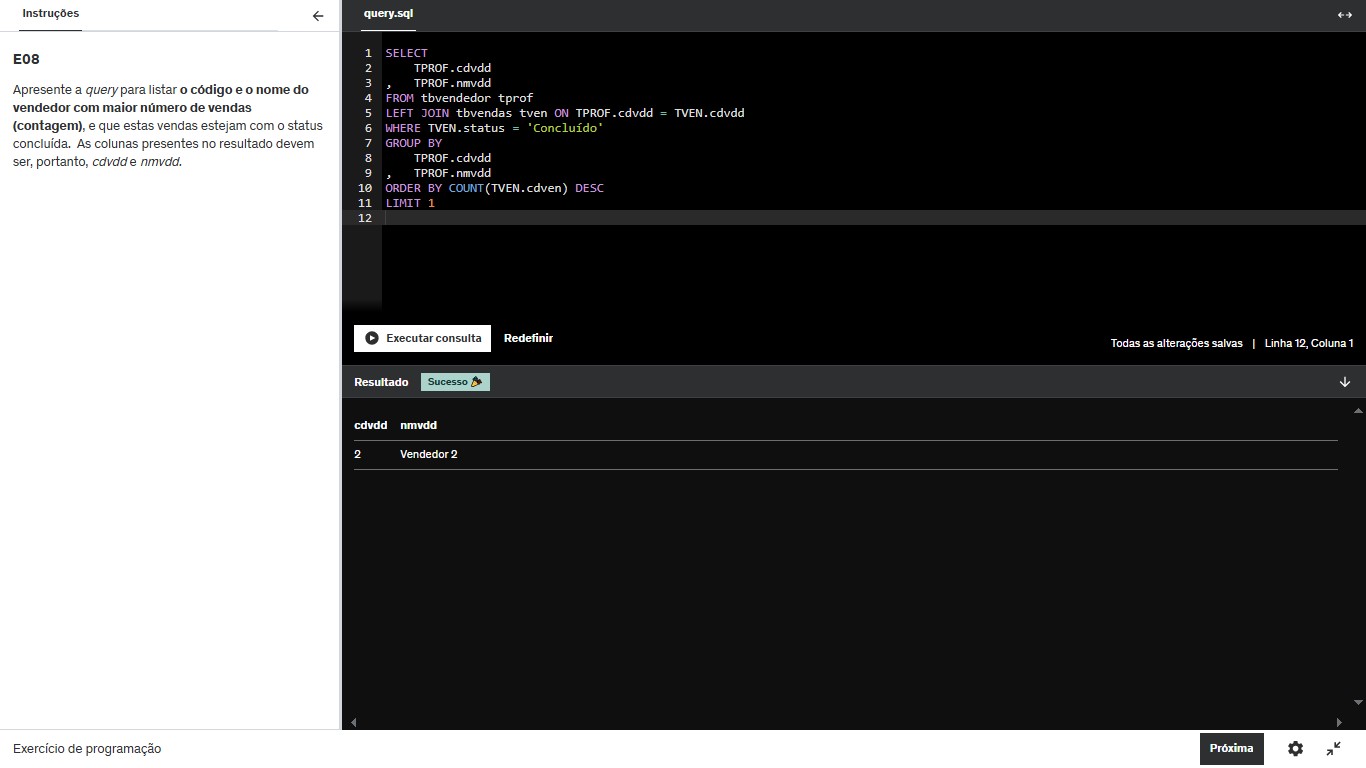 Instruções
E08
Apresente a query para listar o código e o nome do
vendedor com maior número de vendas
(contagem), e que estas vendas estejam com o status
concluída.  As colunas presentes no resultado devem
ser, portanto, cdvdd e nmvdd.
query.sql
1 SELECT
2     TPROF.cdvdd
3 ,   TPROF.nmvdd
4 FROM tbvendedor tprof
5 LEFT JOIN tbvendas tven ON TPROF.cdvdd = TVEN.cdvdd
6 WHERE TVEN.status = 'Concluído'
7 GROUP BY
8     TPROF.cdvdd
9 ,   TPROF.nmvdd
10 ORDER BY COUNT(TVEN.cdven) DESC
11 LIMIT 1
12
Executar consulta Redefinir
Todas as alterações salvas | Linha 12, Coluna 1
Resultado Sucesso
cdvdd nmvdd
2 Vendedor 2
Exercício de programação
Próxima